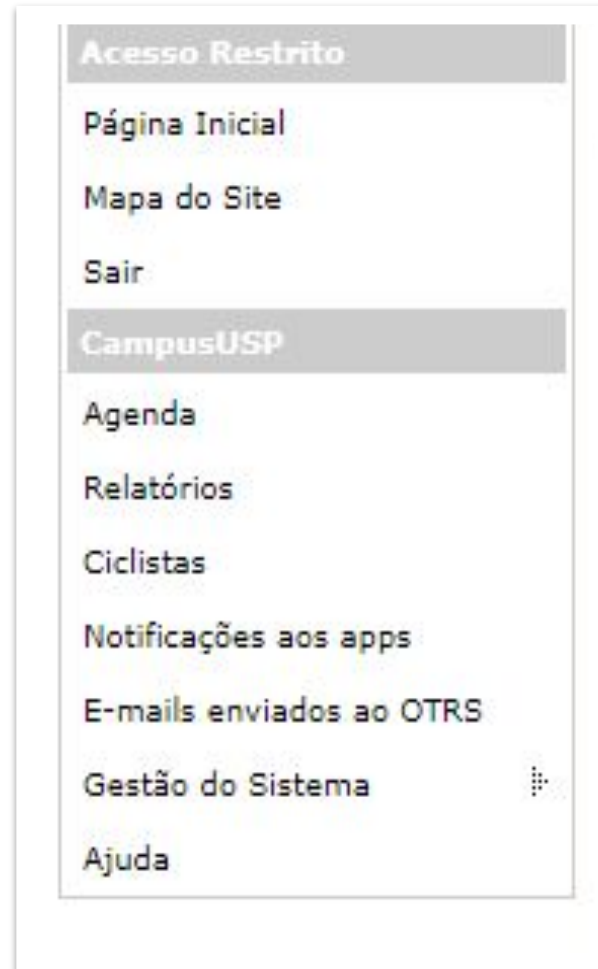 Acesso Restrito
Página Inicial
Mapa do Site
Sair
CampusUSP
Agenda
Relatórios
Ciclistas
Notificações aos apps
E-mails enviados ao OTRS
Gestão do Sistema
Ajuda